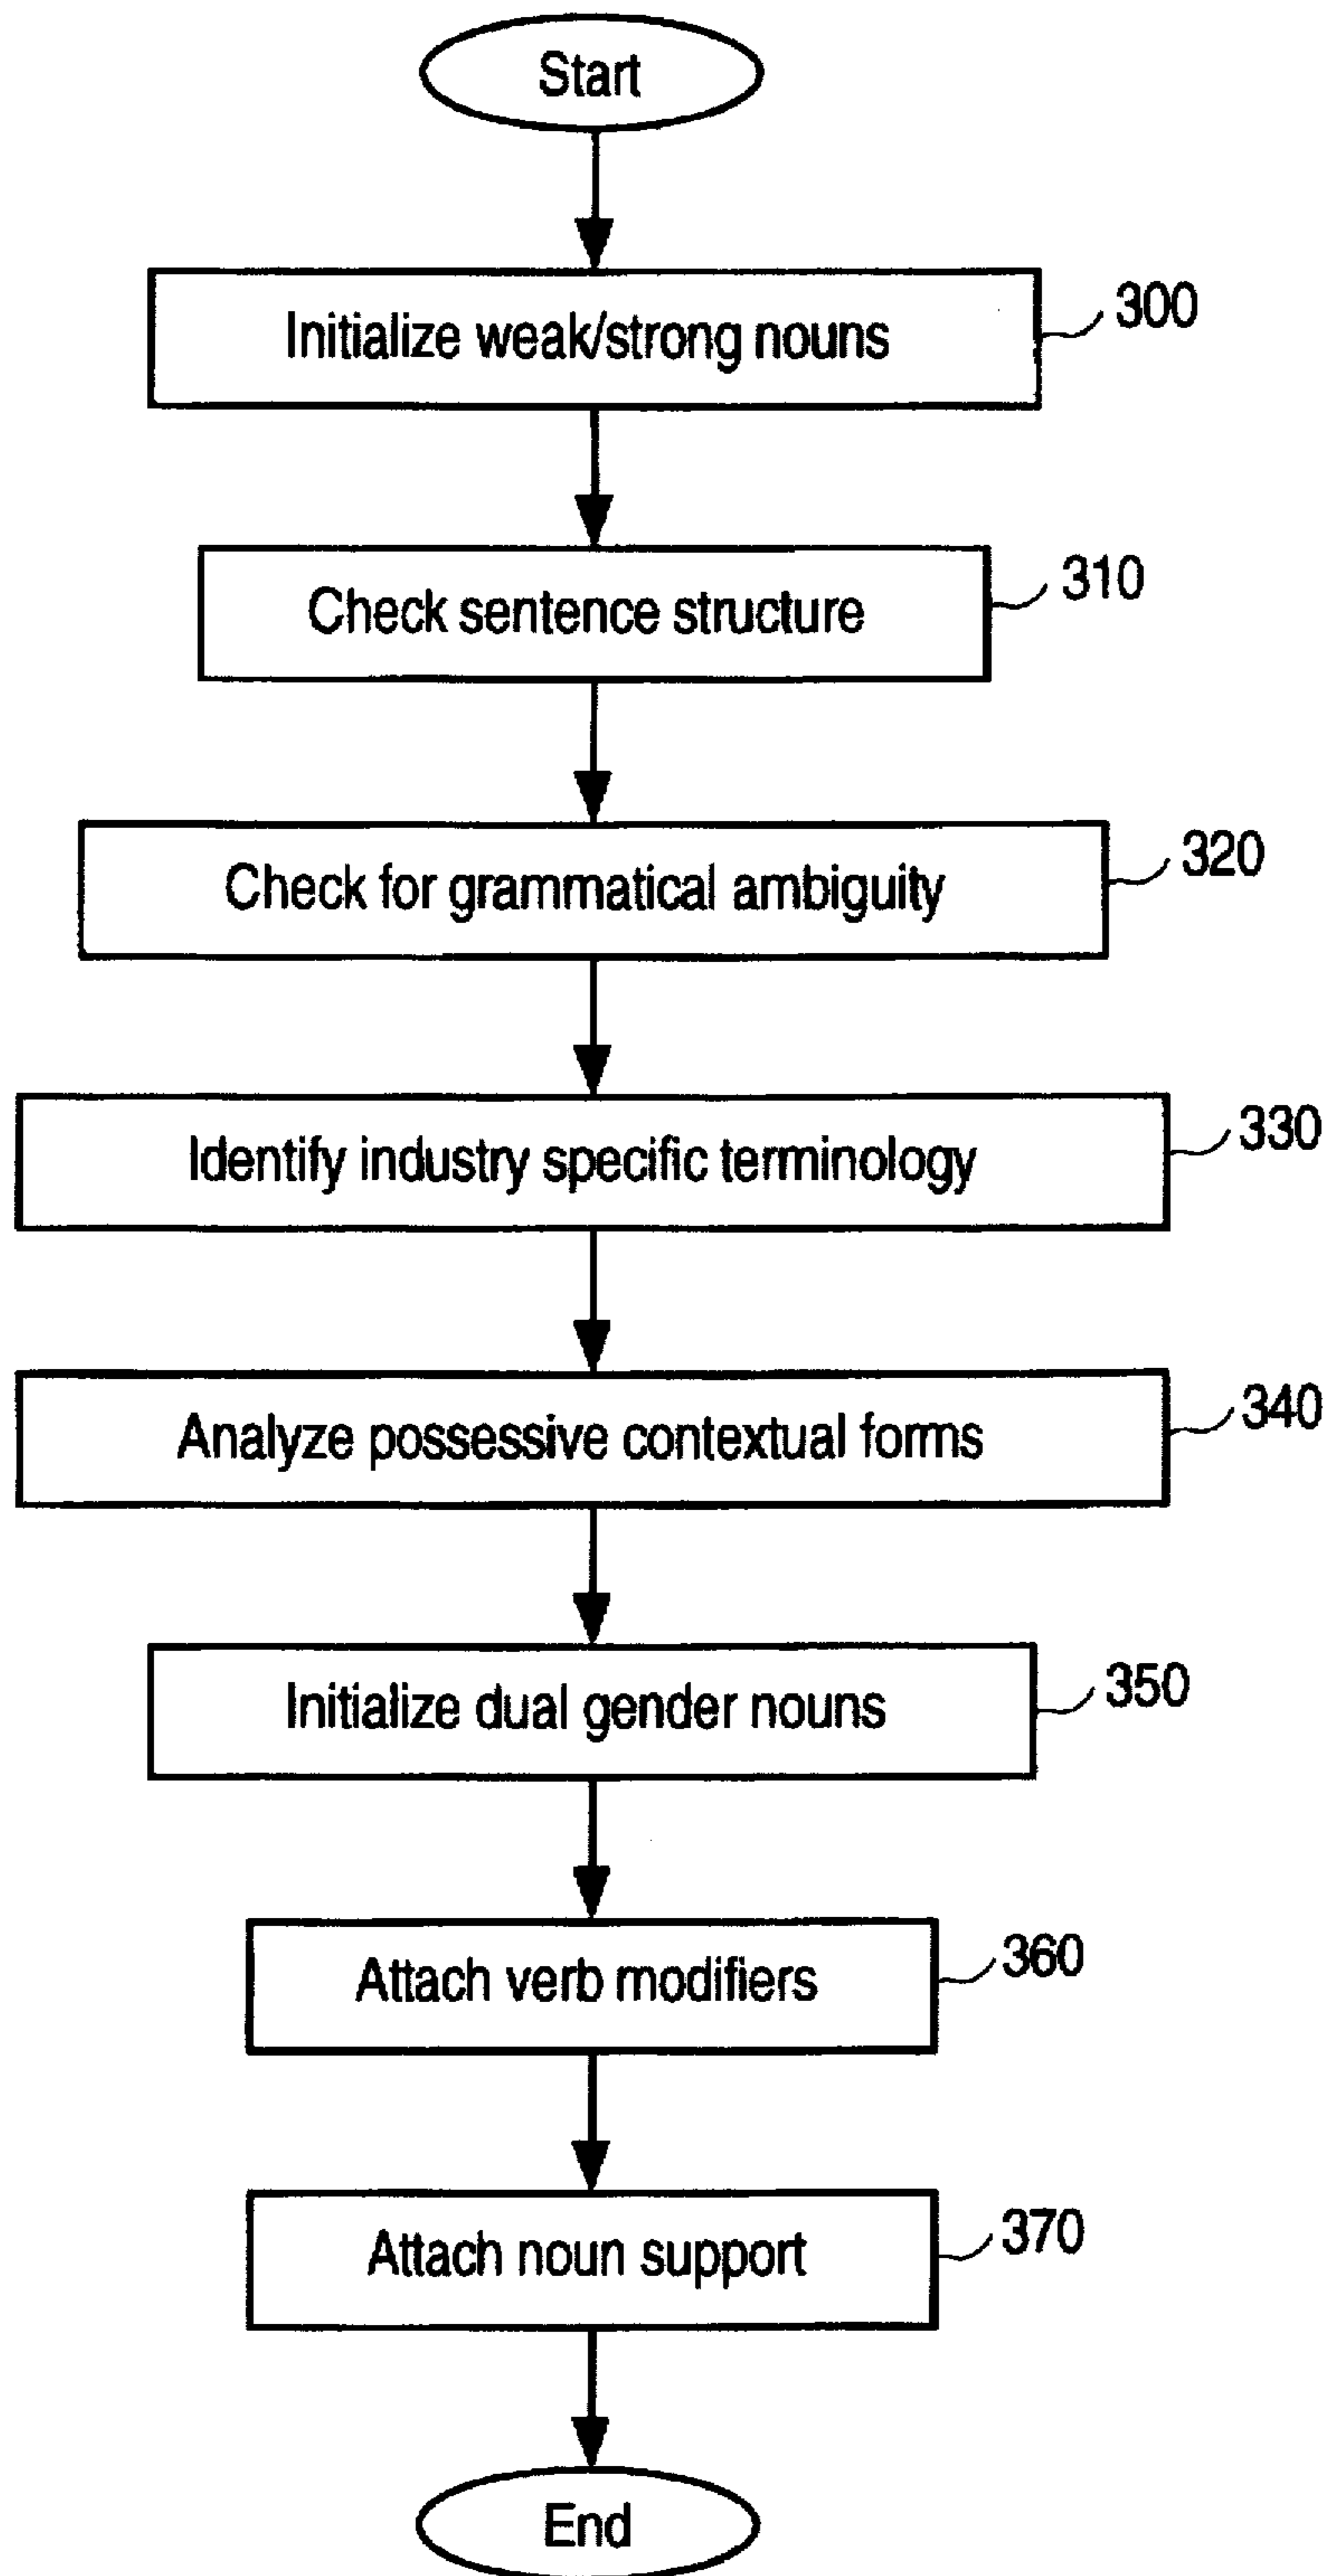 Start
Initialize weak/strong nouns
300
Check sentence structure
310
Check for grammatical ambiguity
320
Identify industry specific terminology
330
Analyze possessive contextual forms
340
Initialize dual gender nouns
350
Attach verb modifiers
360
Attach noun support
370
End